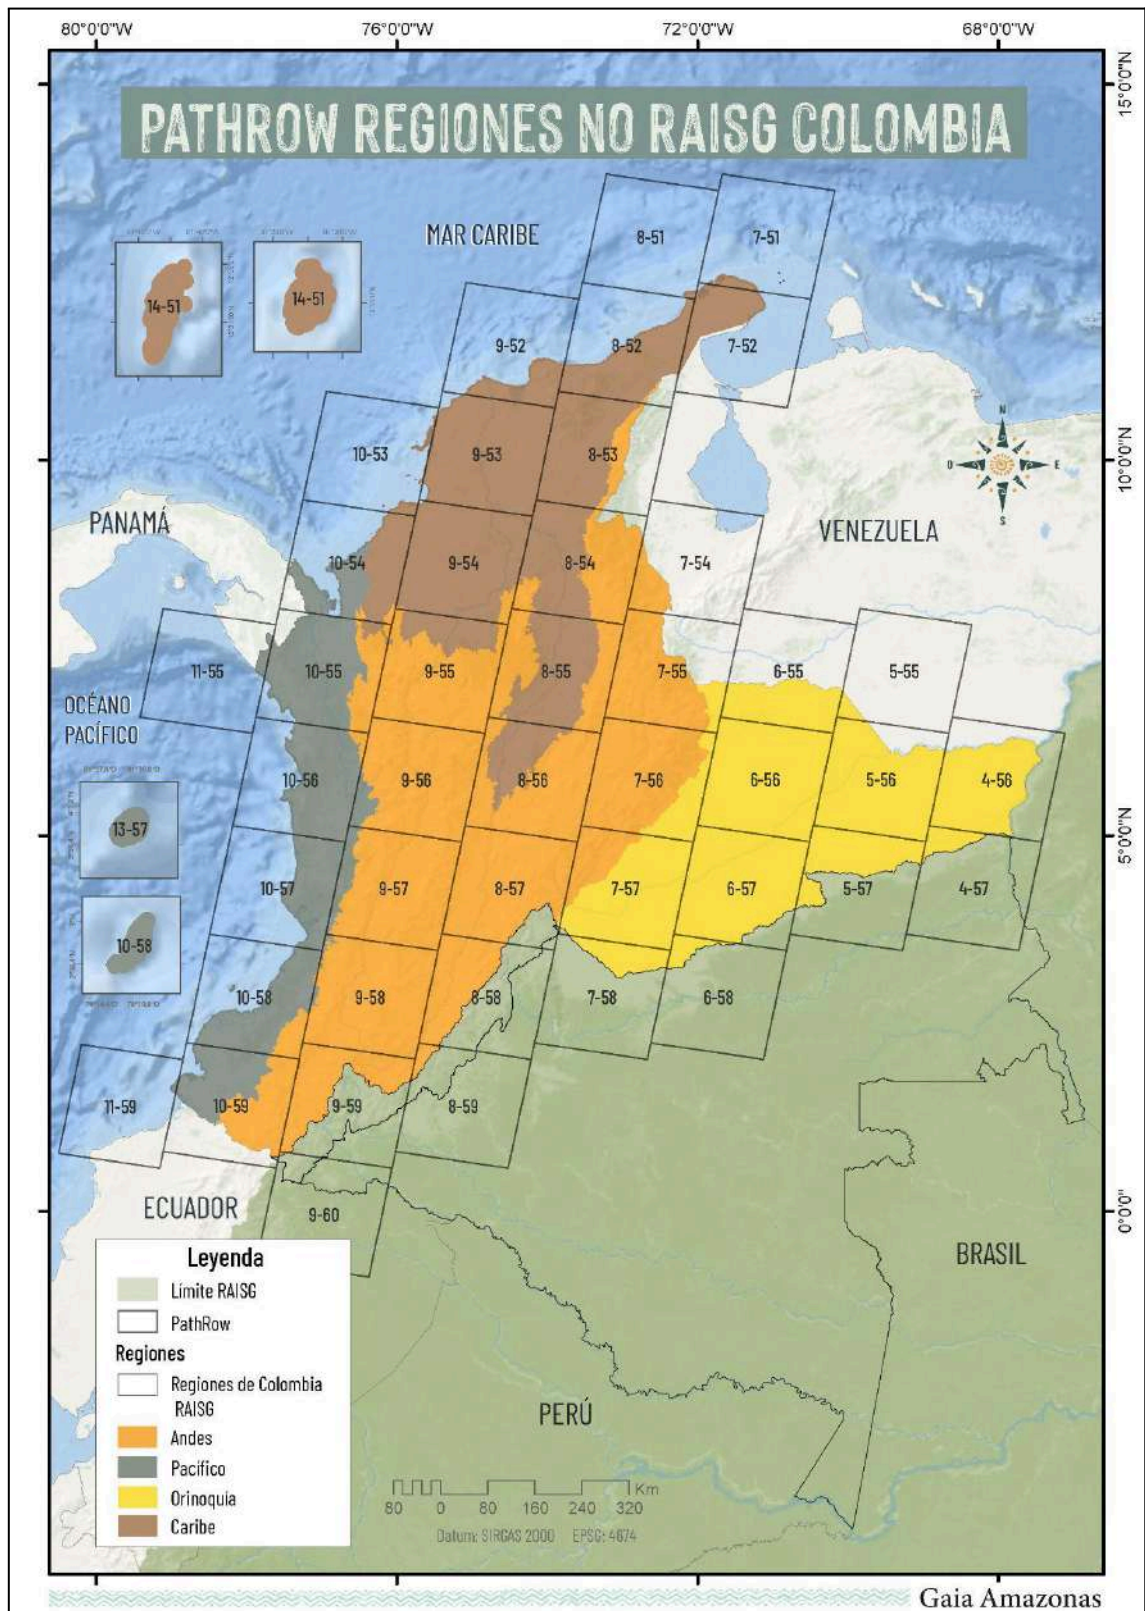 80°0'0"W 76°0'0"W 72°0'0"W 68°0'0"W
15°0'0"N
PATHROW REGIONES NO RAISG COLOMBIA
MAR CARIBE
8-51
7-51
14-51
14-51
9-52
8-52
7-52
10-53
9-53
8-53
N
O
E
S
10°0'0"N
PANAMÁ
VENEZUELA
10-54
9-54
8-54
7-54
11-55
10-55
9-55
8-55
7-55
6-55
5-55
OCÉANO
PACÍFICO
10-56
9-56
8-56
7-56
6-56
5-56
4-56
13-57
5°0'0"N
10-57
9-57
8-57
7-57
6-57
5-57
4-57
10-58
10-58
9-58
8-58
7-58
6-58
11-59
10-59
9-59
8-59
ECUADOR
9-60
0°0'0"
BRASIL
PERÚ
Leyenda
Límite RAISG
PathRow
Regiones
Regiones de Colombia
RAISG
Andes
Pacífico
Orinoquía
Caribe
Km
80 0 80 160 240 320
Datum: SIRGAS 2000 EPSG: 4674
Gaia Amazonas